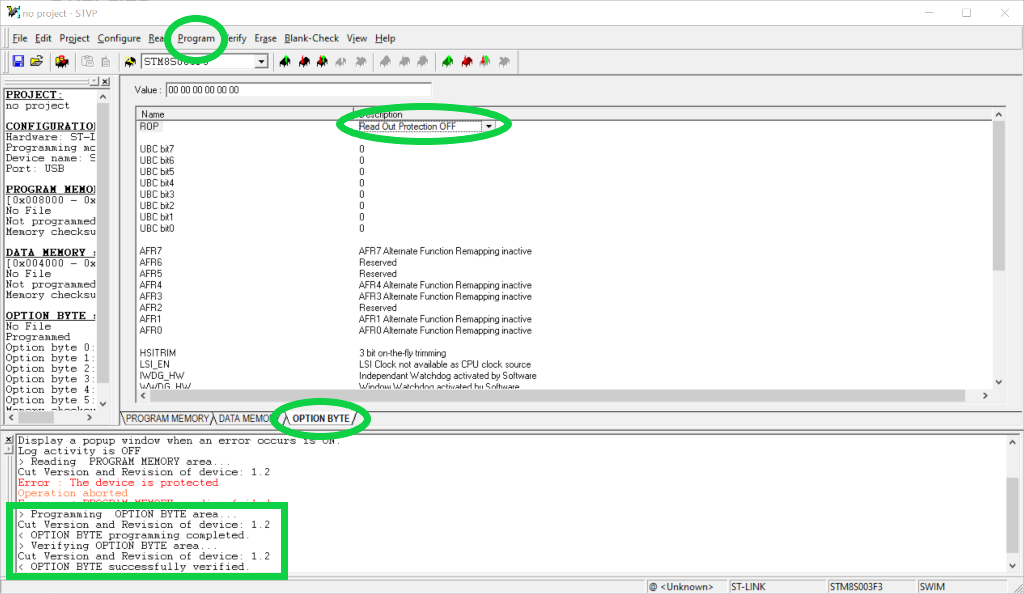 no project - STVP
File Edit Project Configure Rea Program erify Erase Blank-Check View Help
STM8S003F3
PROJECT:
no project
CONFIGURATIO
Hardware: ST-L
Programming mo
Device name: S
Port: USB
PROGRAM MEMO
[0x008000 - 0x
No File
Not programmed
Memory checksu
DATA MEMORY
[0x004000 - 0x
No File
Not programmed
Memory checksu
OPTION BYTE
No File
Programmed
Option byte 0:
Option byte 1:
Option byte 2:
Option byte 3:
Option byte 4:
Option byte 5:
Memory checksu
Value : 00 00 00 00 00 00
Name Description
ROP Read Out Protection OFF
UBC bit7 0
UBC bit6 0
UBC bit5 0
UBC bit4 0
UBC bit3 0
UBC bit2 0
UBC bit1 0
UBC bit0 0
AFR7 AFR7 Alternate Function Remapping inactive
AFR6 Reserved
AFR5 Reserved
AFR4 AFR4 Alternate Function Remapping inactive
AFR3 AFR3 Alternate Function Remapping inactive
AFR2 Reserved
AFR1 AFR1 Alternate Function Remapping inactive
AFR0 AFR0 Alternate Function Remapping inactive
HSITRIM 3 bit on-the-fly trimming
LSI_EN LSI Clock not available as CPU clock source
IWDG_HW Independant Watchdog activated by Software
WWDG_HW Window Watchdog activated by Software
PROGRAM MEMORY DATA MEMO OPTION BYTE
Display a popup window when an error occurs is ON.
Log activity is OFF
> Reading  PROGRAM MEMORY area...
Cut Version and Revision of device: 1.2
Error : The device is protected
Operation aborted
> Programming  OPTION BYTE area...
Cut Version and Revision of device: 1.2
< OPTION BYTE programming completed.
> Verifying OPTION BYTE area...
Cut Version and Revision of device: 1.2
< OPTION BYTE successfully verified.
@ <Unknown> ST-LINK STM8S003F3 SWIM